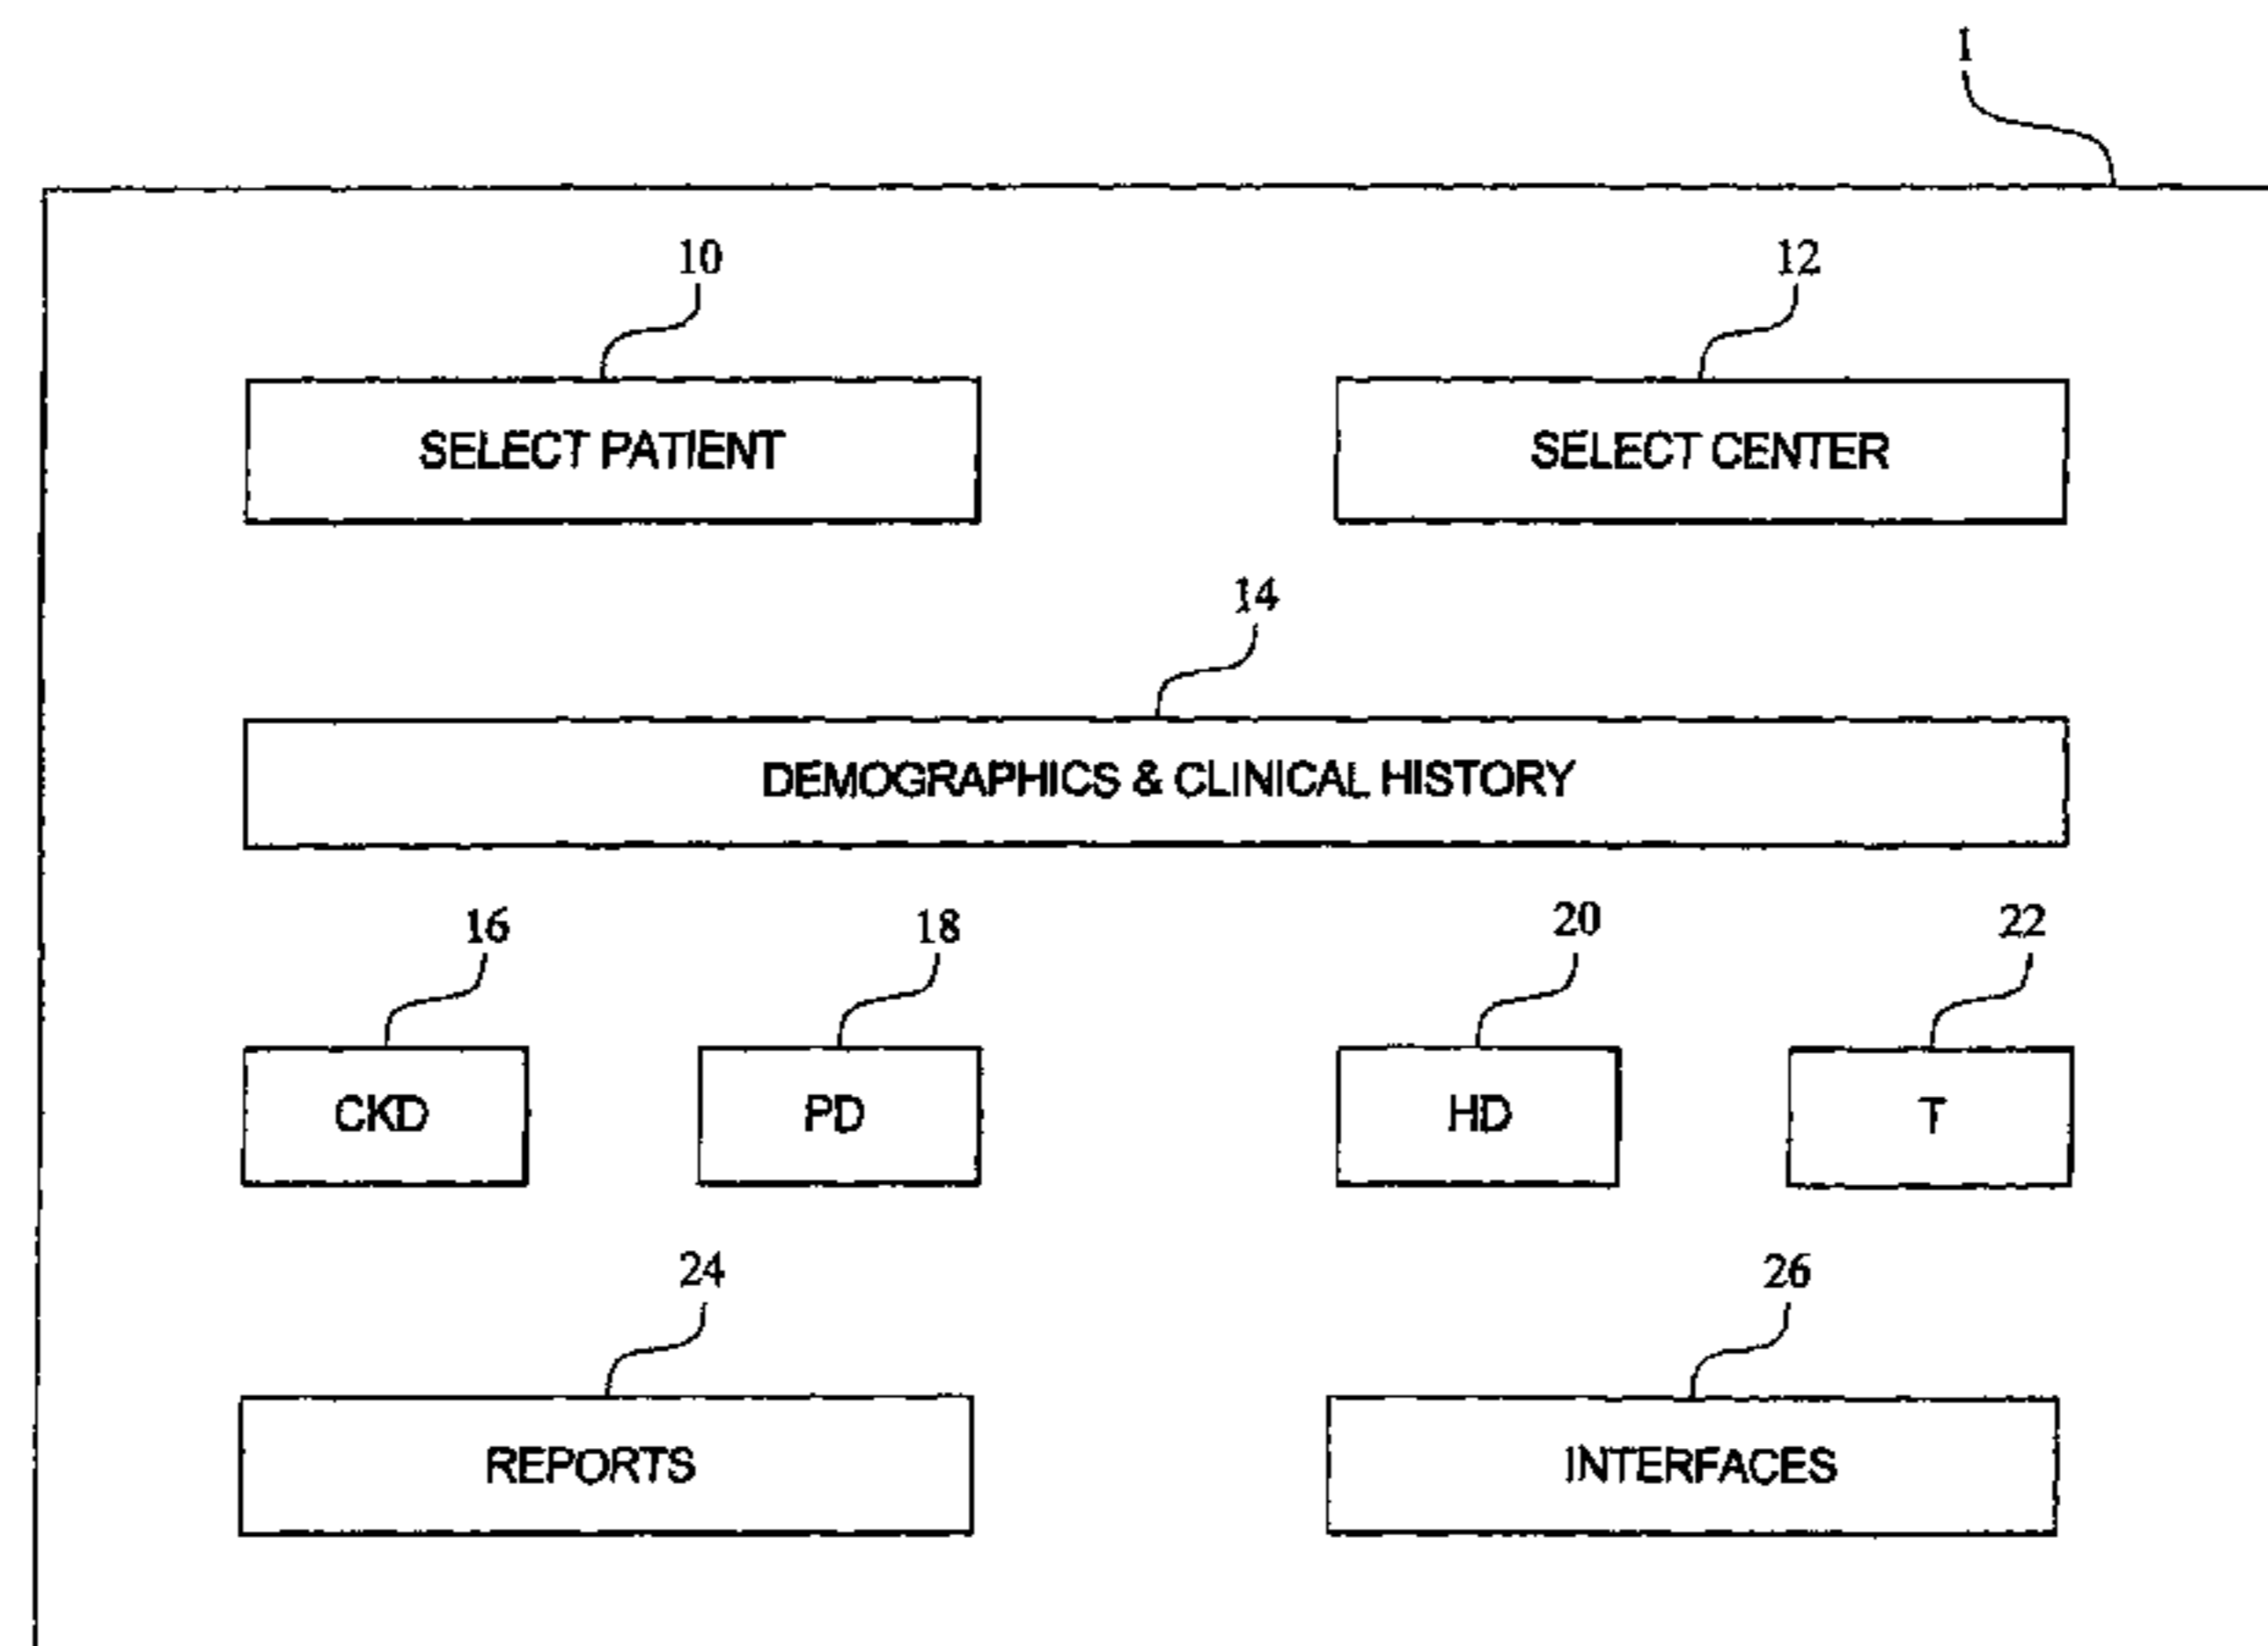 1
10
12
SELECT PATIENT
SELECT CENTER
14
DEMOGRAPHICS & CLINICAL HISTORY
16
18
20
22
CKD
PD
HD
T
24
26
REPORTS
INTERFACES